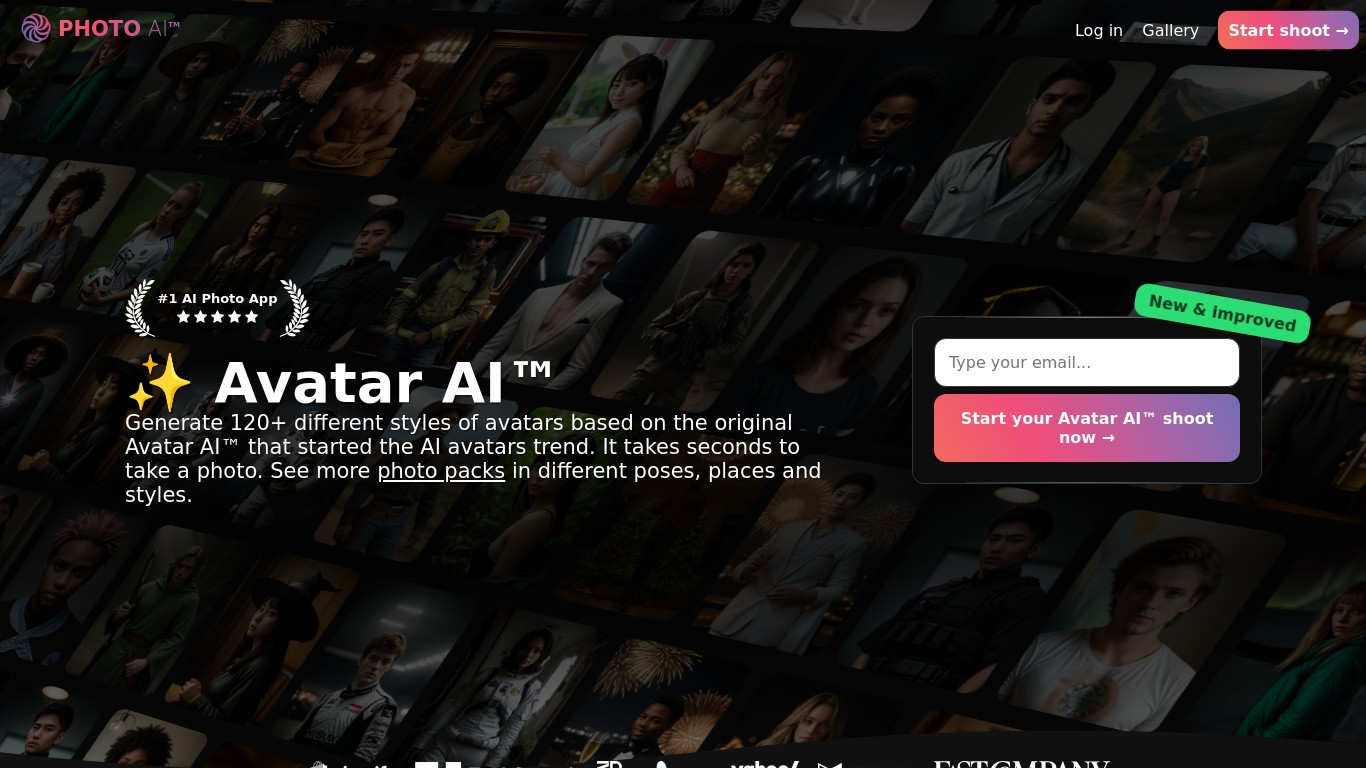 PHOTO AI™
Log in
Gallery
Start shoot →
#1 AI Photo App
New & improved
✨ Avatar AI™
Generate 120+ different styles of avatars based on the original
Avatar AI™ that started the AI avatars trend. It takes seconds to
take a photo. See more photo packs in different poses, places and
styles.
Type your email...
Start your Avatar AI™ shoot
now →
yahoo!
FAST COMPANY